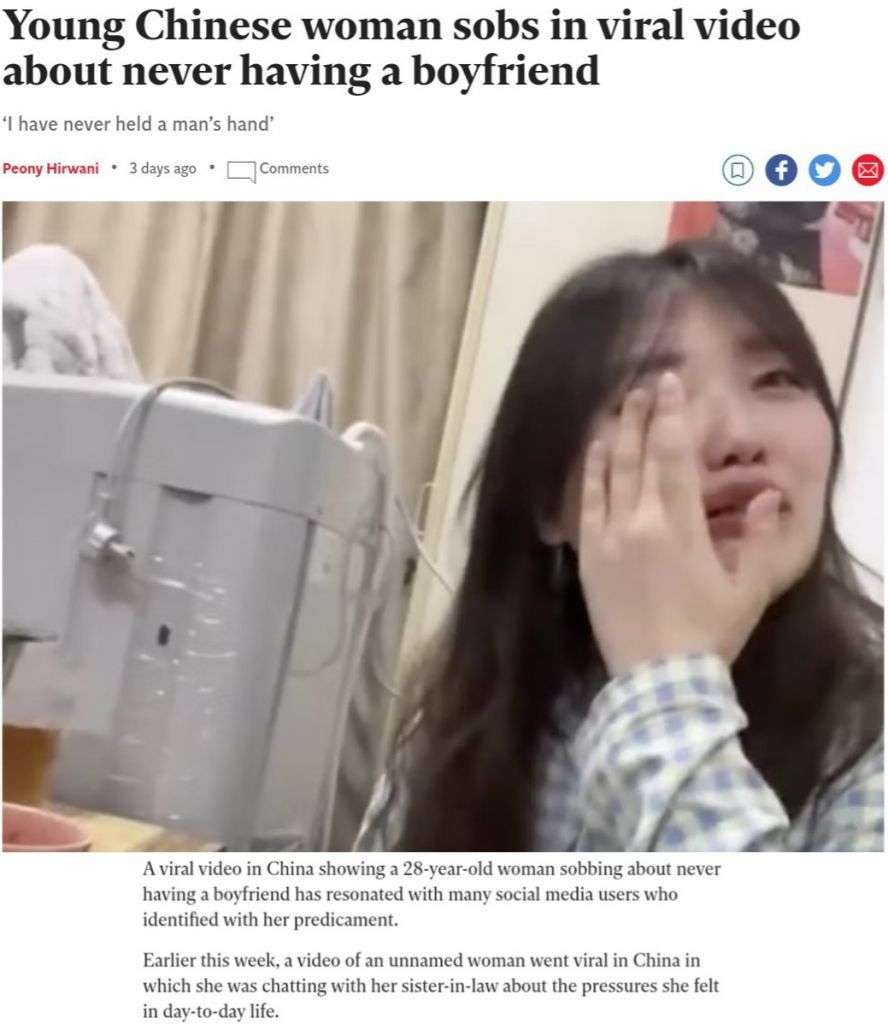 Young Chinese woman sobs in viral video
about never having a boyfriend
‘I have never held a man’s hand’
Peony Hirwani • 3 days ago • Comments
A viral video in China showing a 28-year-old woman sobbing about never
having a boyfriend has resonated with many social media users who
identified with her predicament.
Earlier this week, a video of an unnamed woman went viral in China in
which she was chatting with her sister-in-law about the pressures she felt
in day-to-day life.